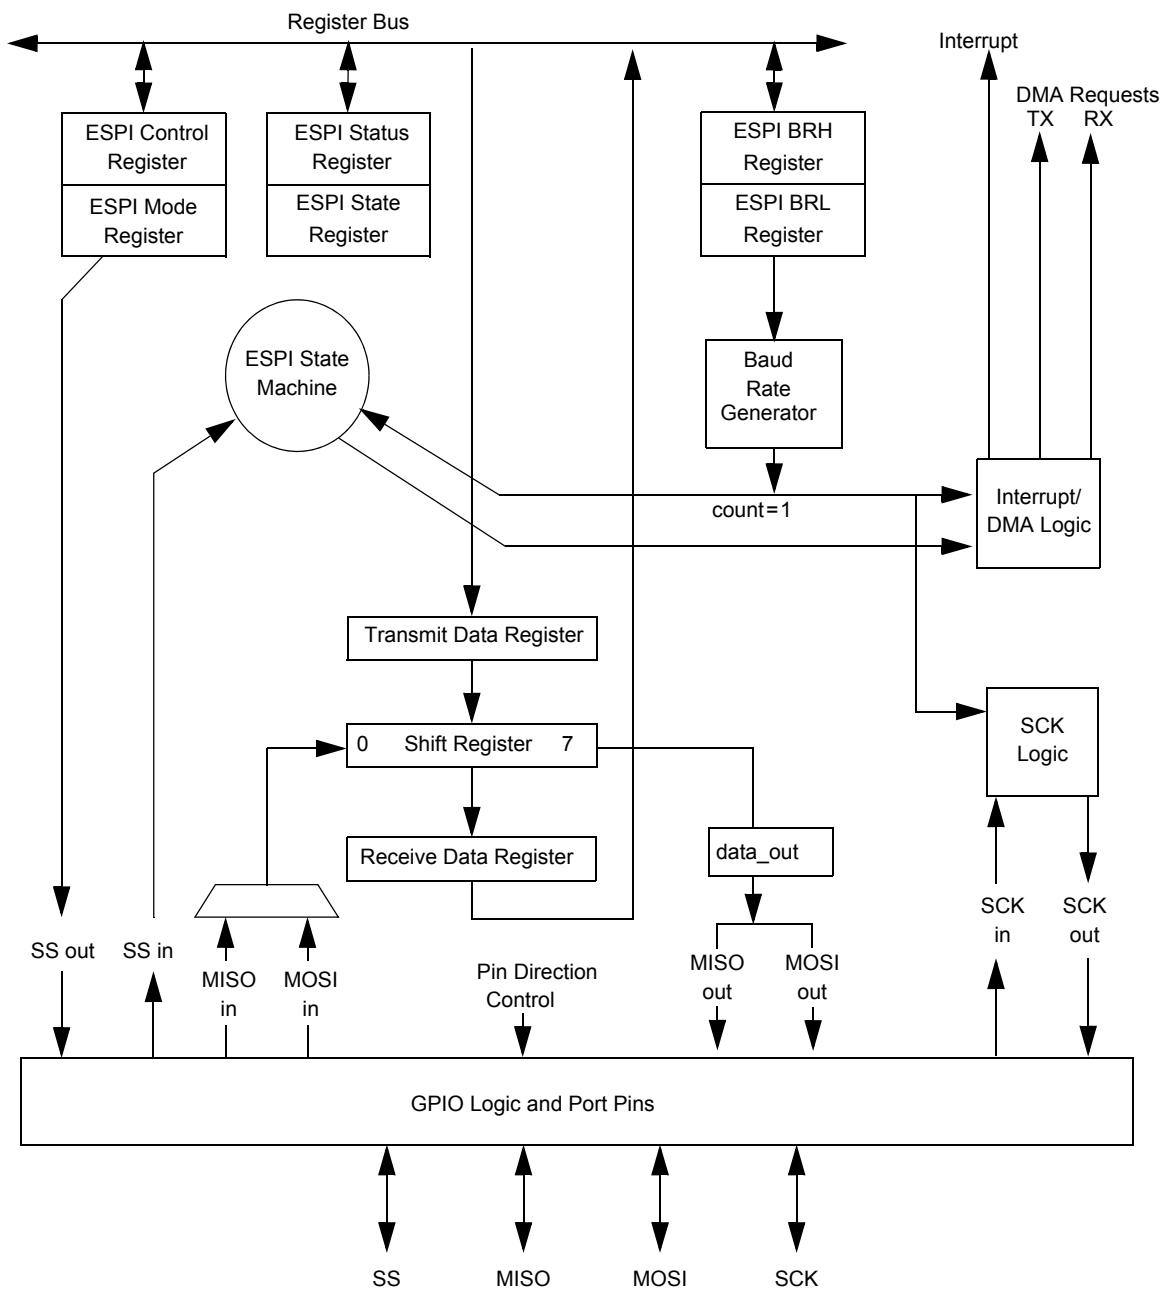 Register Bus
Interrupt
DMA Requests
TX RX
ESPI Control
Register
ESPI Mode
Register
ESPI Status
Register
ESPI State
Register
ESPI BRH
Register
ESPI BRL
Register
ESPI State
Machine
Baud
Rate
Generator
count=1
Interrupt/
DMA Logic
Transmit Data Register
0 Shift Register 7
SCK
Logic
Receive Data Register
data_out
SS out
SS in
MISO
in
MOSI
in
Pin Direction
Control
MISO
out
MOSI
out
SCK
in
SCK
out
GPIO Logic and Port Pins
SS
MISO
MOSI
SCK